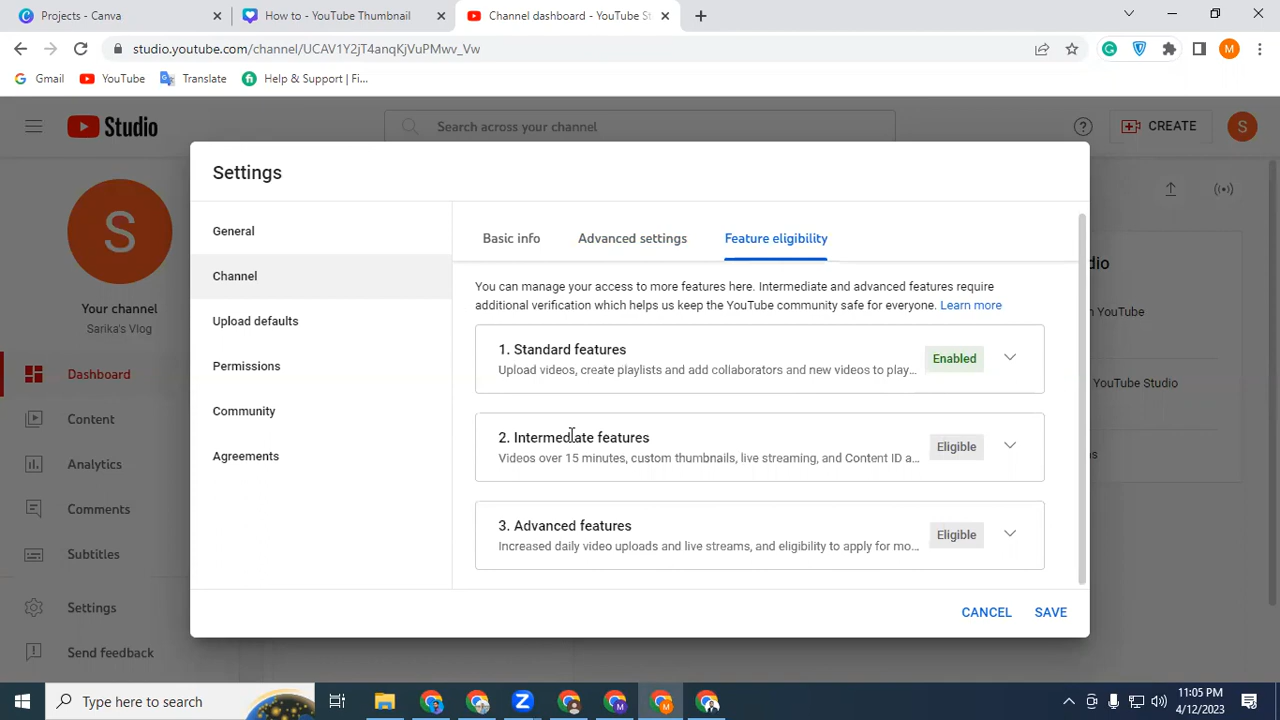 Projects - Canva
How to - YouTube Thumbnail
Channel dashboard - YouTube St
studio.youtube.com/channel/UCAV1Y2jT4anqKjVuPMwv_Vw
M
Gmail
YouTube
Translate
Help & Support | Fi...
Studio
Search across your channel
CREATE
S
S
Your channel
Sarika's Vlog
Dashboard
Content
Analytics
Comments
Subtitles
Settings
Send feedback
Settings
General
Channel
Upload defaults
Permissions
Community
Agreements
Basic info
Advanced settings
Feature eligibility
You can manage your access to more features here. Intermediate and advanced features require
additional verification which helps us keep the YouTube community safe for everyone. Learn more
1. Standard features
Upload videos, create playlists and add collaborators and new videos to play...
Enabled
2. Intermediate features
Videos over 15 minutes, custom thumbnails, live streaming, and Content ID a...
Eligible
3. Advanced features
Increased daily video uploads and live streams, and eligibility to apply for mo...
Eligible
CANCEL
SAVE
dio
n YouTube
YouTube Studio
s
Type here to search
11:05 PM
4/12/2023